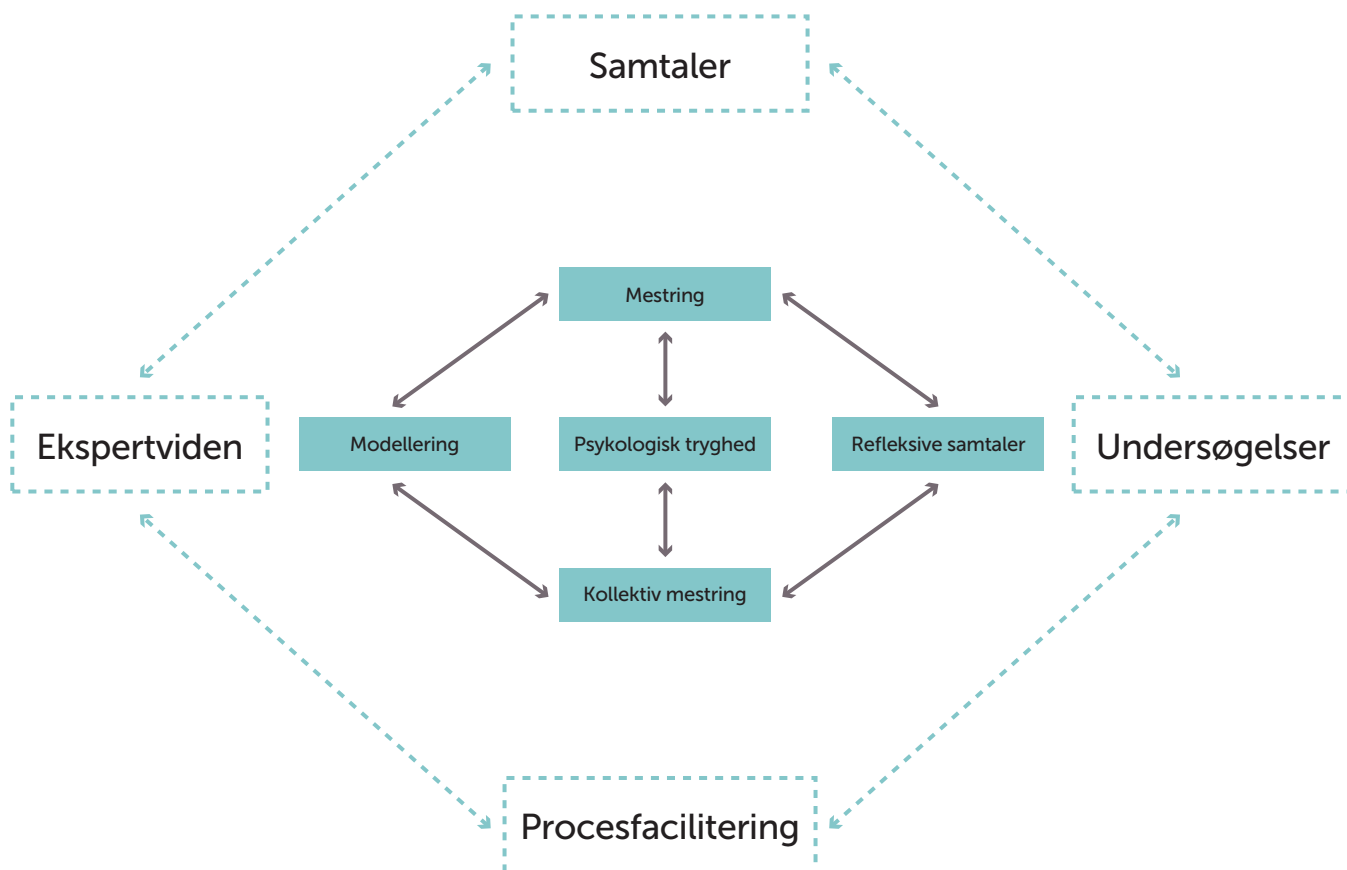 Samtaler
Mestring
Ekspertviden
Modellering
Psykologisk tryghed
Refleksive samtaler
Undersøgelser
Kollektiv mestring
Procesfacilitering